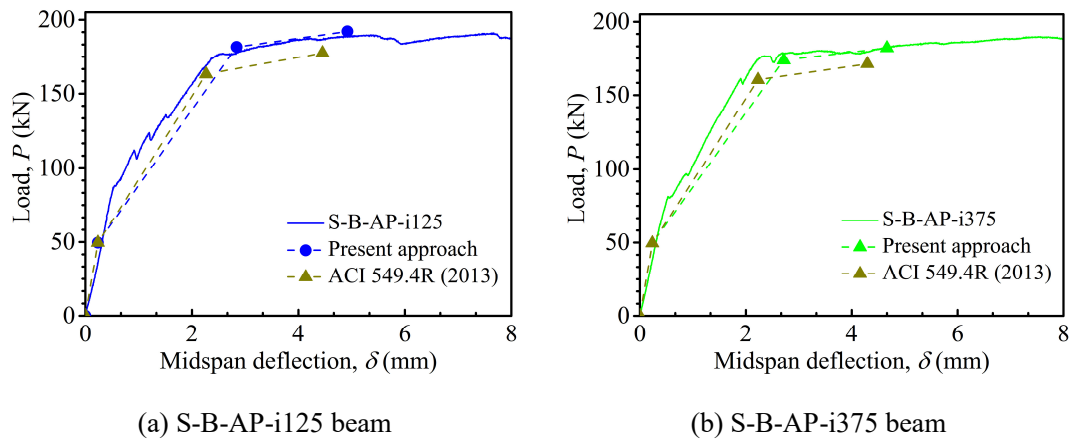 200
150
100
50
0
Load, P (kN)
0 2 4 6 8
Midspan deflection, δ (mm)
S-B-AP-i125
Present approach
ACI 549.4R (2013)
(a) S-B-AP-i125 beam
200
150
100
50
0
Load, P (kN)
0 2 4 6 8
Midspan deflection, δ (mm)
S-B-AP-i375
Present approach
ACI 549.4R (2013)
(b) S-B-AP-i375 beam